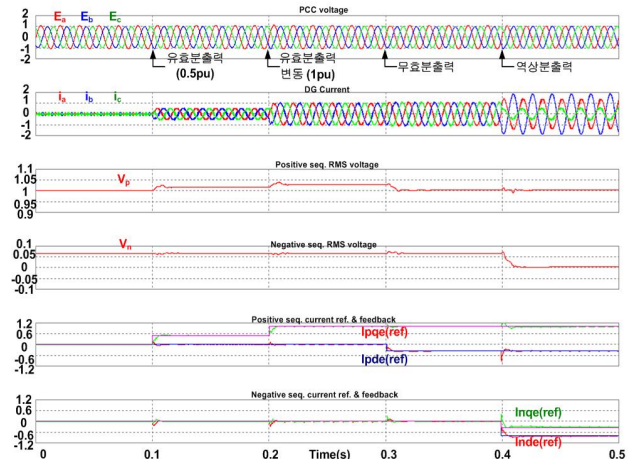 PCC voltage
2
1
0
-1
-2
Ea Eb Ec
유효분출력
(0.5pu)
유효분출력
변동 (1pu)
무효분출력
역상분출력
DG Current
2
1
0
-1
-2
ia ib ic
Positive seq. RMS voltage
1.1
1.05
1
0.95
0.9
Vp
Negative seq. RMS voltage
0.1
0.05
0
-0.05
-0.1
Vn
Positive seq. current ref. & feedback
1.2
0.6
0
-0.6
-1.2
Ipqe(ref)
Ipde(ref)
Negative seq. current ref. & feedback
1.2
0.6
0
-0.6
-1.2
Inqe(ref)
Inde(ref)
0 0.1 0.2 0.3 0.4 0.5
Time(s)